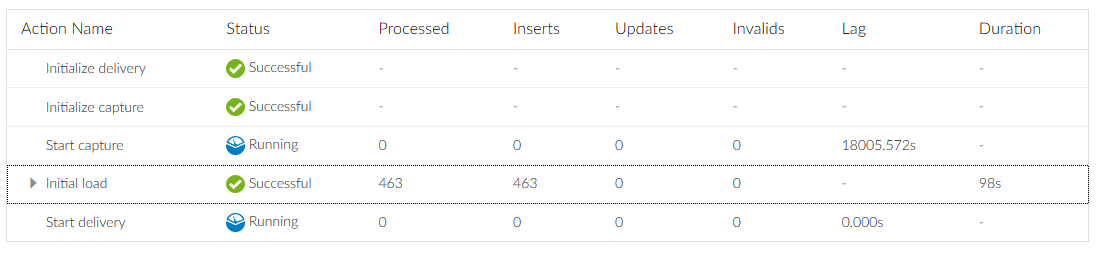 Action Name Status Processed Inserts Updates Invalids Lag Duration
Initialize delivery Successful - - - - - -
Initialize capture Successful - - - - - -
Start capture Running 0 0 0 0 18005.572s -
Initial load Successful 463 463 0 0 - 98s
Start delivery Running 0 0 0 0 0.000s -